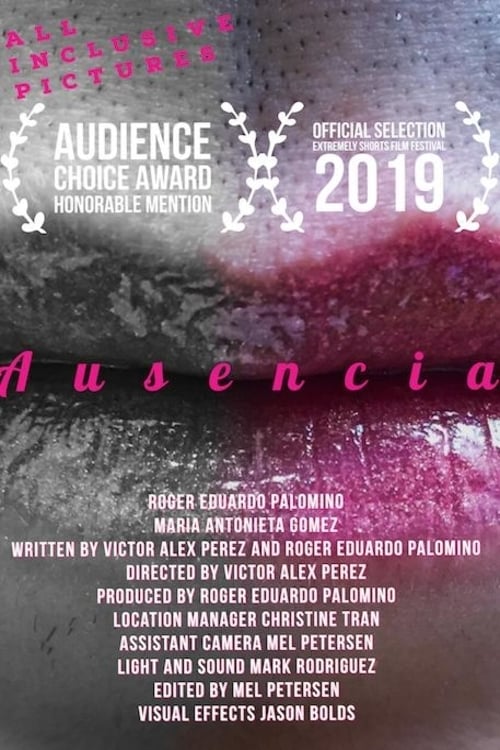 ALL
INCLUSIVE
PICTURES
AUDIENCE
CHOICE AWARD
HONORABLE MENTION
OFFICIAL SELECTION
EXTREMELY SHORTS FILM FESTIVAL
2019
Ausencia
ROGER EDUARDO PALOMINO
MARIA ANTONIETA GOMEZ
WRITTEN BY VICTOR ALEX PEREZ AND ROGER EDUARDO PALOMINO
DIRECTED BY VICTOR ALEX PEREZ
PRODUCED BY ROGER EDUARDO PALOMINO
LOCATION MANAGER CHRISTINE TRAN
ASSISTANT CAMERA MEL PETERSEN
LIGHT AND SOUND MARK RODRIGUEZ
EDITED BY MEL PETERSEN
VISUAL EFFECTS JASON BOLDS